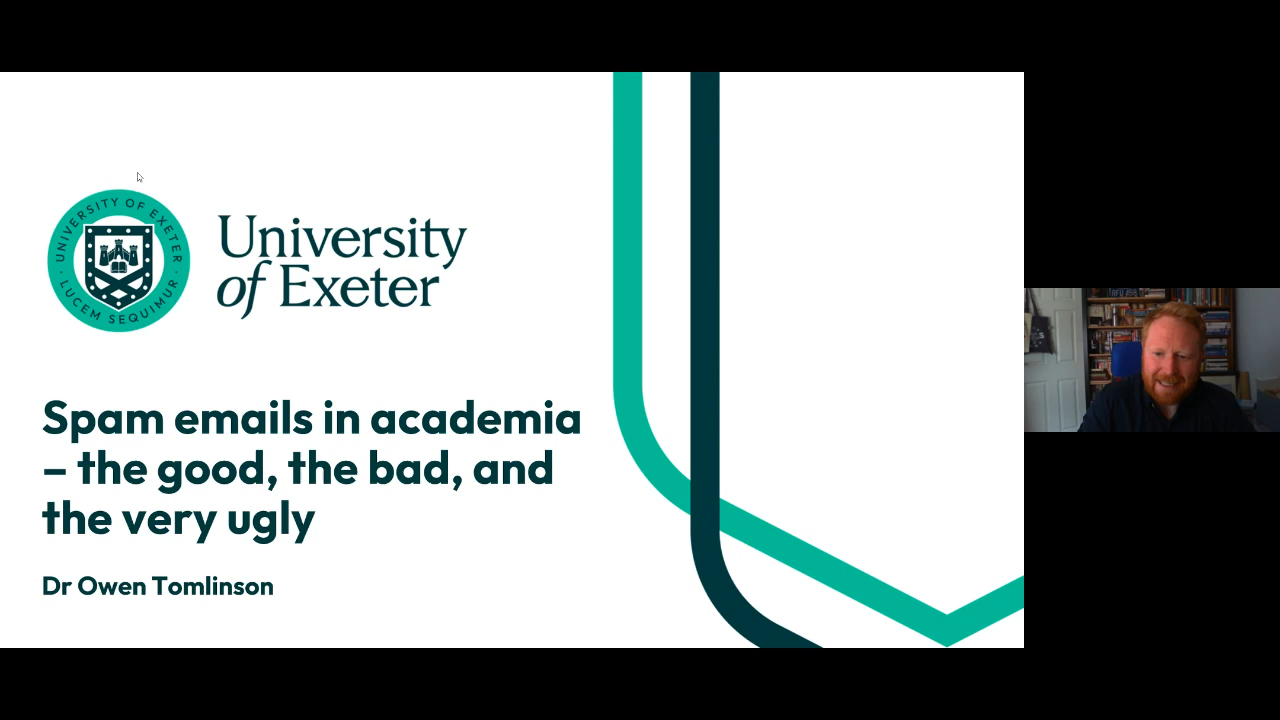 UNIVERSITY OF EXETER
LUCEM SEQUIMUR
University
of Exeter
Spam emails in academia
– the good, the bad, and
the very ugly
Dr Owen Tomlinson